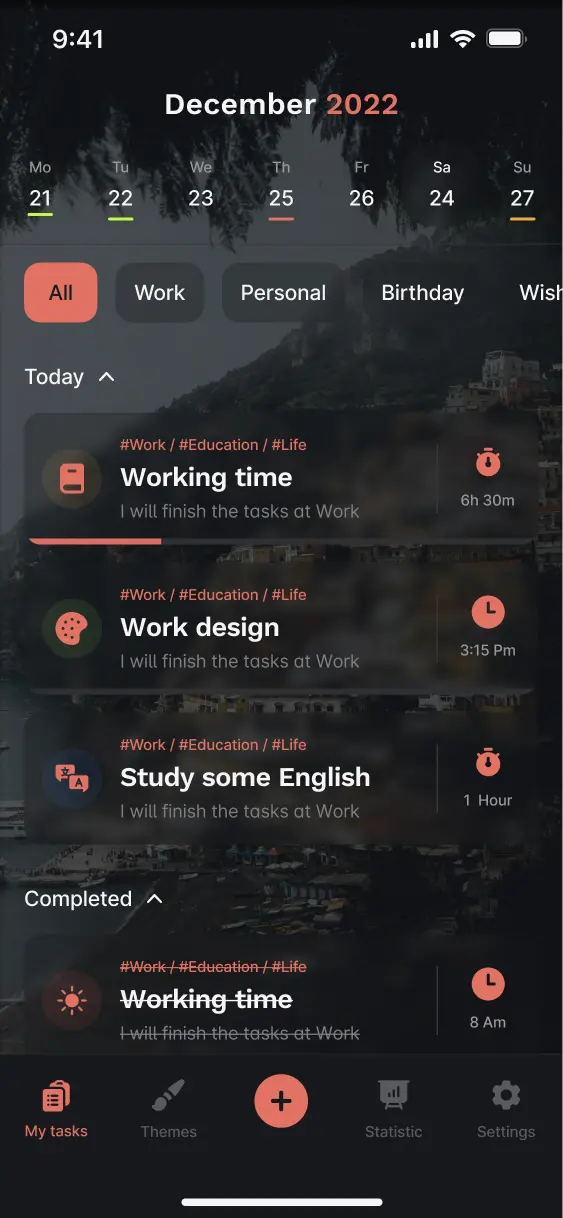 9:41
December 2022
Mo Tu We Th Fr Sa Su
21 22 23 25 26 24 27
All Work Personal Birthday Wish
Today
#Work / #Education / #Life
Working time
I will finish the tasks at Work
6h 30m
#Work / #Education / #Life
Work design
I will finish the tasks at Work
3:15 Pm
#Work / #Education / #Life
Study some English
I will finish the tasks at Work
1 Hour
Completed
#Work / #Education / #Life
Working time
I will finish the tasks at Work
8 Am
My tasks Themes Statistic Settings